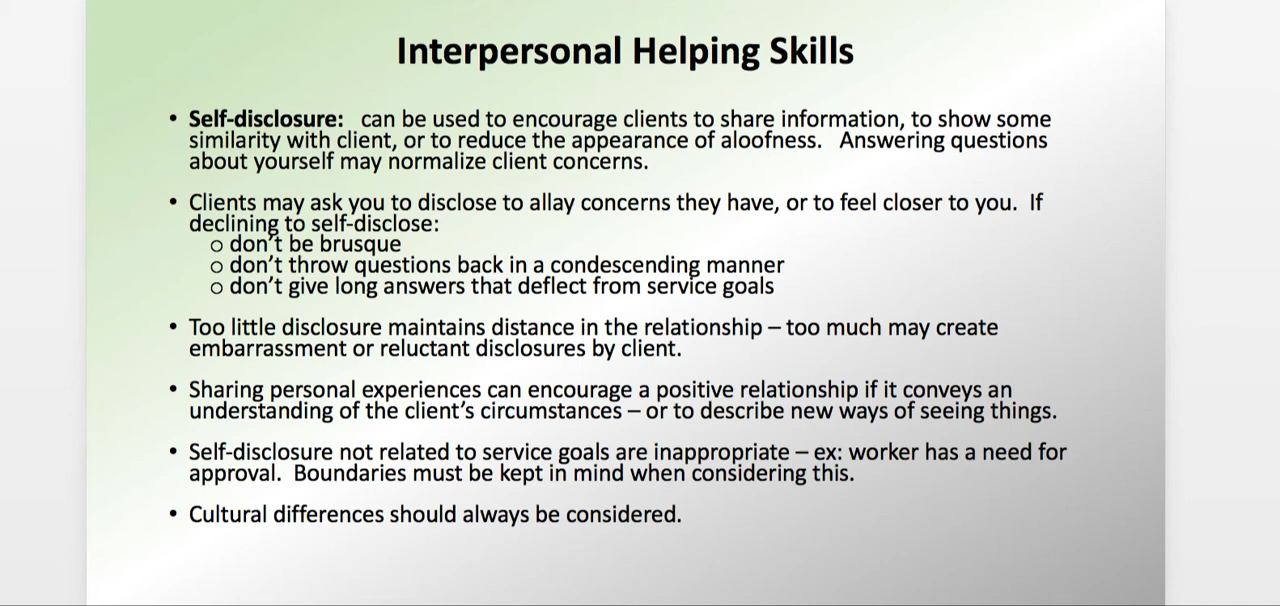 Interpersonal Helping Skills
• Self-disclosure: can be used to encourage clients to share information, to show some
similarity with client, or to reduce the appearance of aloofness. Answering questions
about yourself may normalize client concerns.
• Clients may ask you to disclose to allay concerns they have, or to feel closer to you. If
declining to self-disclose:
o don't be brusque
o don't throw questions back in a condescending manner
o don't give long answers that deflect from service goals
• Too little disclosure maintains distance in the relationship – too much may create
embarrassment or reluctant disclosures by client.
• Sharing personal experiences can encourage a positive relationship if it conveys an
understanding of the client's circumstances – or to describe new ways of seeing things.
• Self-disclosure not related to service goals are inappropriate – ex: worker has a need for
approval. Boundaries must be kept in mind when considering this.
• Cultural differences should always be considered.